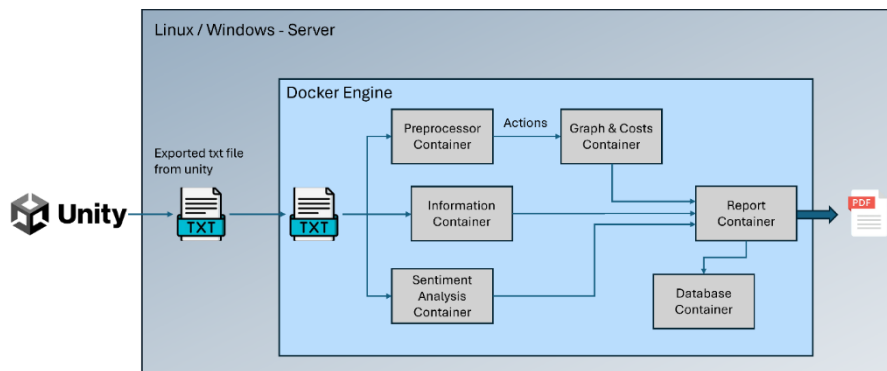 Linux / Windows - Server
Docker Engine
Exported txt file
from unity
Unity
TXT
TXT
Preprocessor
Container
Actions
Graph & Costs
Container
Information
Container
Sentiment
Analysis
Container
Report
Container
Database
Container
PDF